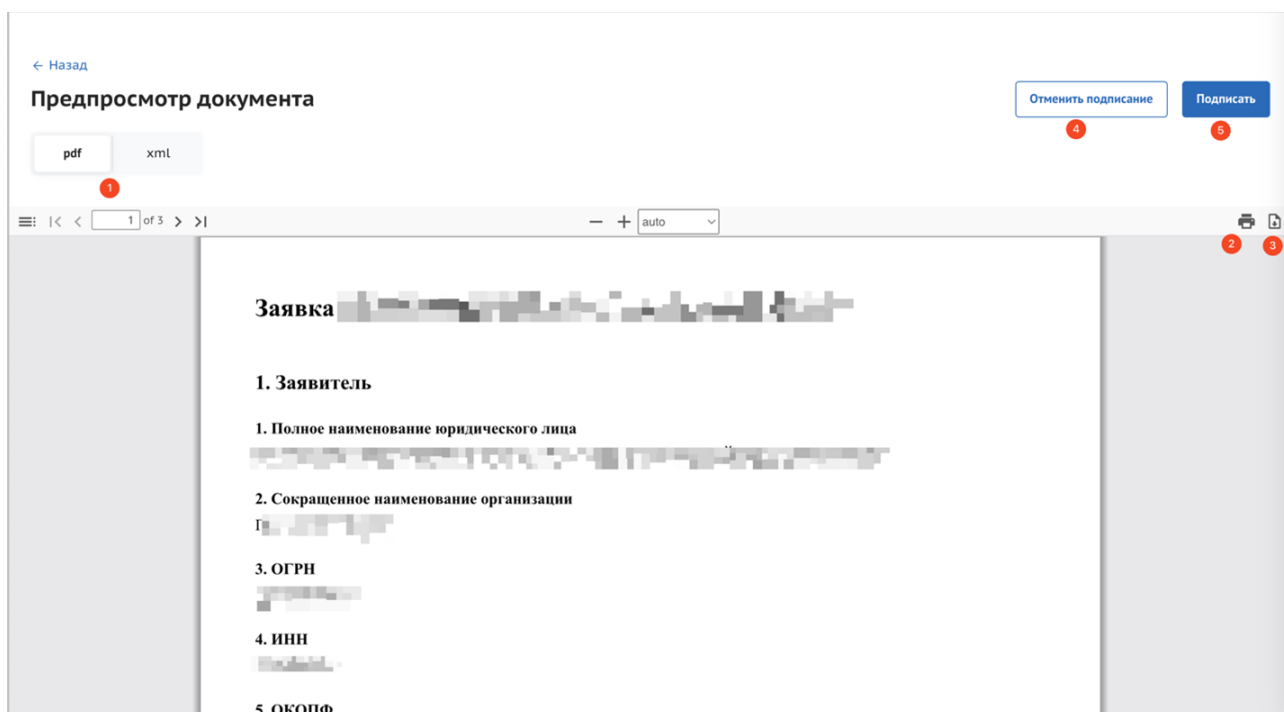 ← Назад
Предпросмотр документа
Отменить подписание
Подписать
4
5
pdf
xml
1
1 of 3
auto
2
3
Заявка
1. Заявитель
1. Полное наименование юридического лица
2. Сокращенное наименование организации
Г
3. ОГРН
4. ИНН
5. ОКОПФ